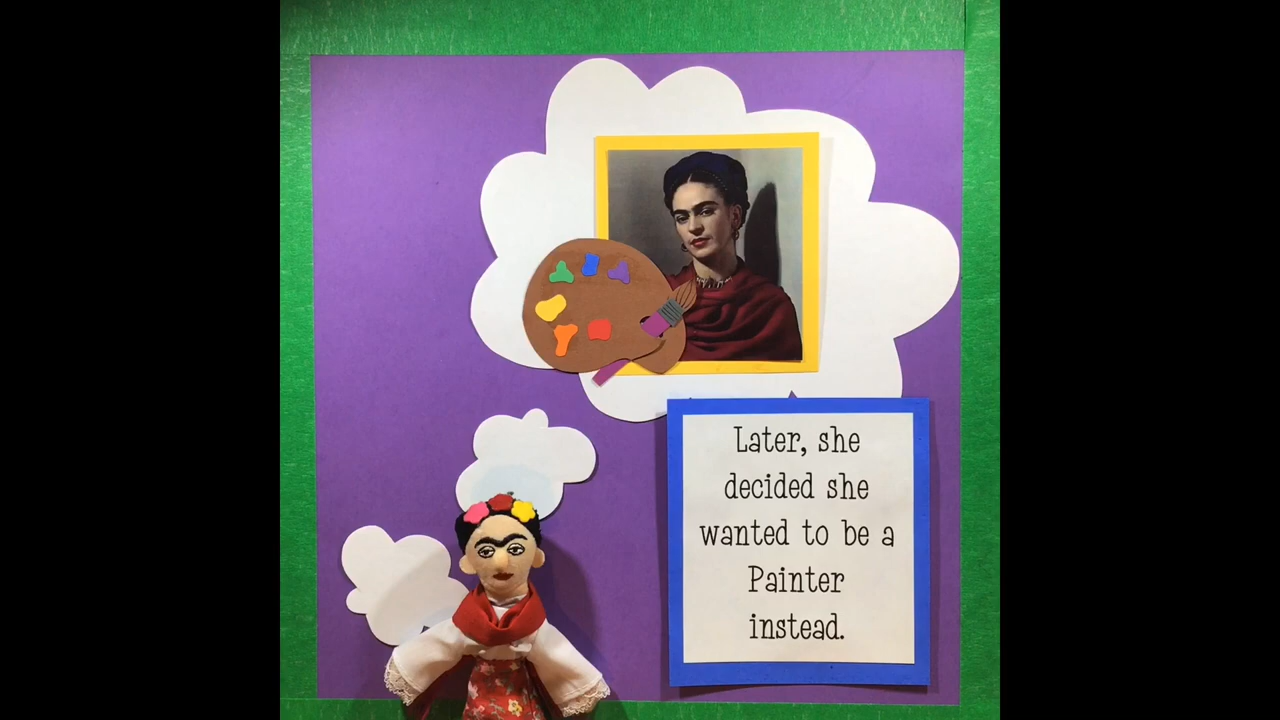 Later, she
decided she
wanted to be a
Painter
instead.